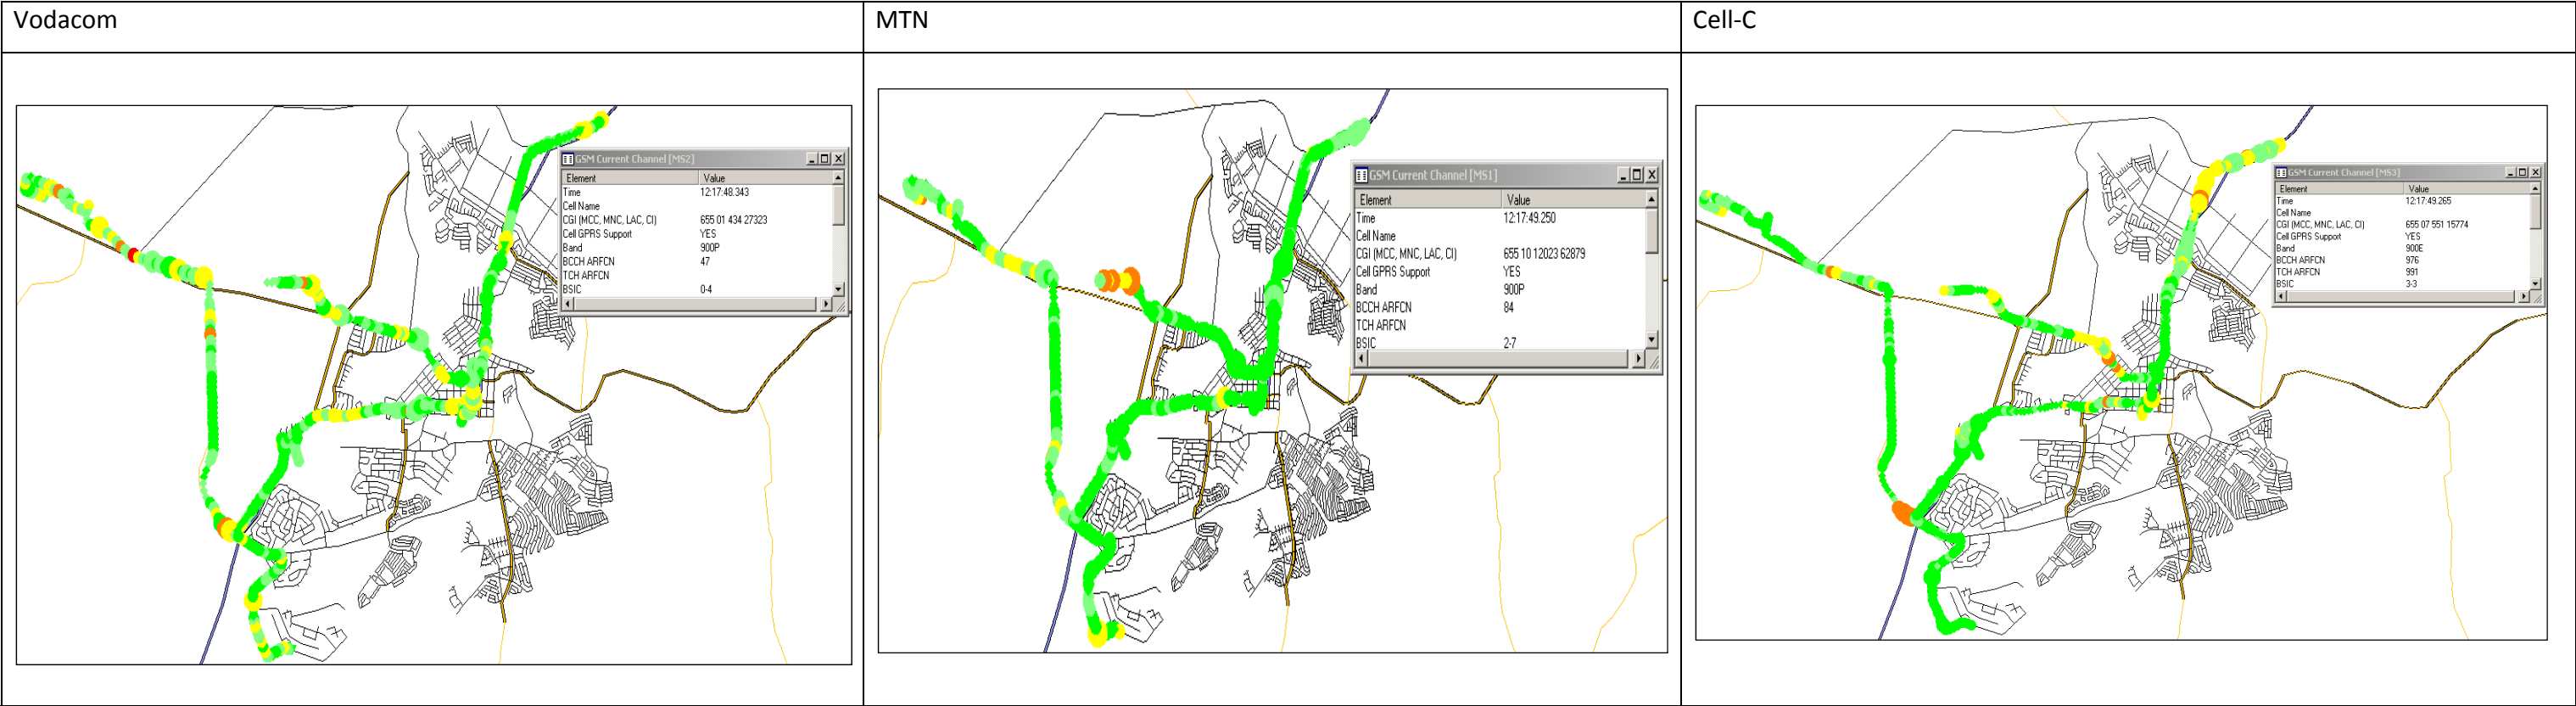 Vodacom
MTN
Cell-C
GSM Current Channel [MS2]
Element Value
Time 12:17:48.343
Cell Name
CGI (MCC, MNC, LAC, CI) 655 01 434 27323
Cell GPRS Support YES
Band 900P
BCCH ARFCN 47
TCH ARFCN
BSIC 0-4
GSM Current Channel [MS1]
Element Value
Time 12:17:49.250
Cell Name
CGI (MCC, MNC, LAC, CI) 655 10 12023 62879
Cell GPRS Support YES
Band 900P
BCCH ARFCN 84
TCH ARFCN
BSIC 2-7
GSM Current Channel [MS3]
Element Value
Time 12:17:49.265
Cell Name
CGI (MCC, MNC, LAC, CI) 655 07 551 15774
Cell GPRS Support YES
Band 900E
BCCH ARFCN 976
TCH ARFCN 991
BSIC 3-3